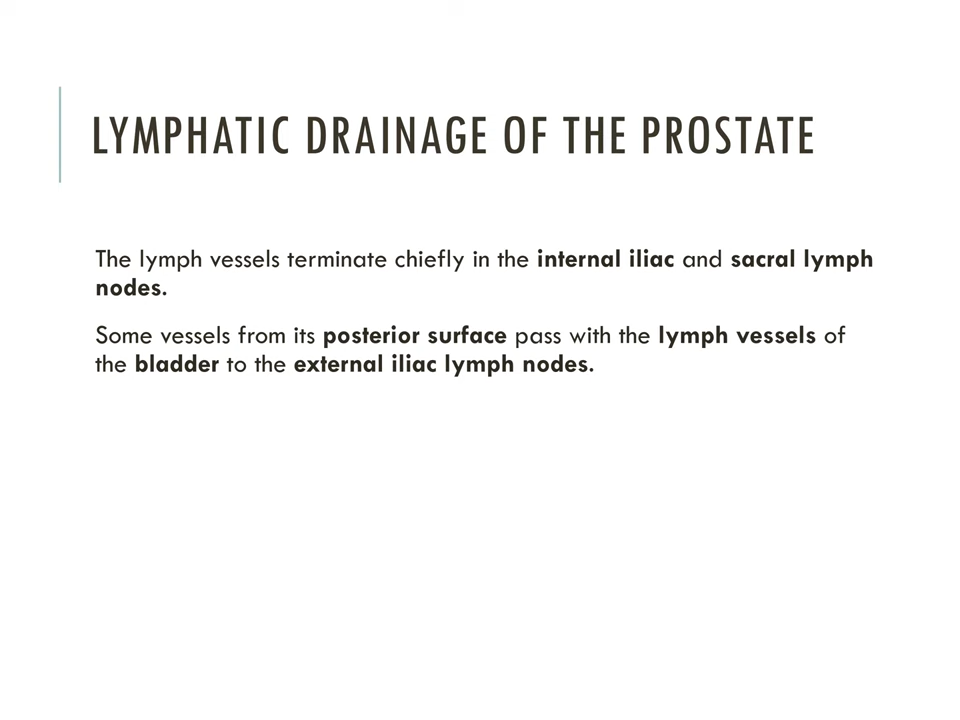 LYMPHATIC DRAINAGE OF THE PROSTATE
The lymph vessels terminate chiefly in the internal iliac and sacral lymph
nodes.
Some vessels from its posterior surface pass with the lymph vessels of
the bladder to the external iliac lymph nodes.